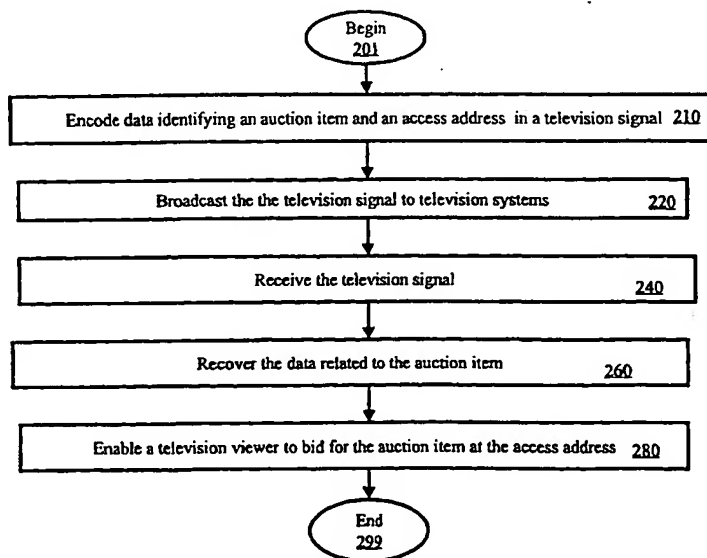 Begin
201
Encode data identifying an auction item and an access address in a television signal 210
Broadcast the the television signal to television systems 220
Receive the television signal 240
Recover the data related to the auction item 260
Enable a television viewer to bid for the auction item at the access address 280
End
299